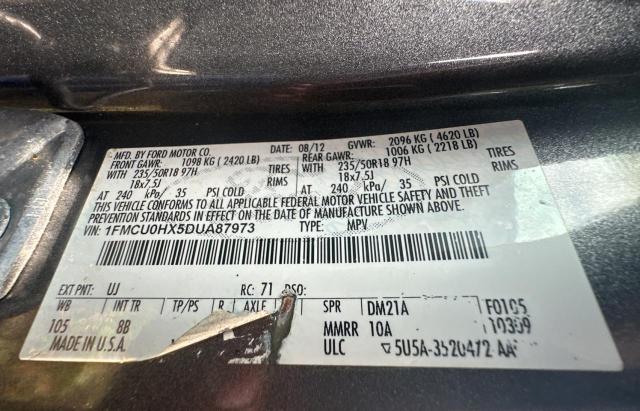 MFD. BY FORD MOTOR CO. DATE: 08/12 GVWR: 2096 KG ( 4620 LB)
FRONT GAWR: 1098 KG ( 2420 LB) REAR GAWR: 1006 KG ( 2218 LB)
WITH 235/50R18 97H TIRES WITH 235/50R18 97H TIRES
18x7.5J RIMS 18x7.5J RIMS
AT 240 kPa/ 35 PSI COLD AT 240 kPa/ 35 PSI COLD
THIS VEHICLE CONFORMS TO ALL APPLICABLE FEDERAL MOTOR VEHICLE SAFETY AND THEFT
PREVENTION STANDARDS IN EFFECT ON THE DATE OF MANUFACTURE SHOWN ABOVE.
VIN: 1FMCU0HX5DUA87973 TYPE: MPV
EXT PNT: UJ RC: 71 DSO:
WB INT TR TP/PS R AXLE SPR DM21A F0105
105 8B MMRR 10A 10309
MADE IN U.S.A. ULC 5U5A-3520412-AA